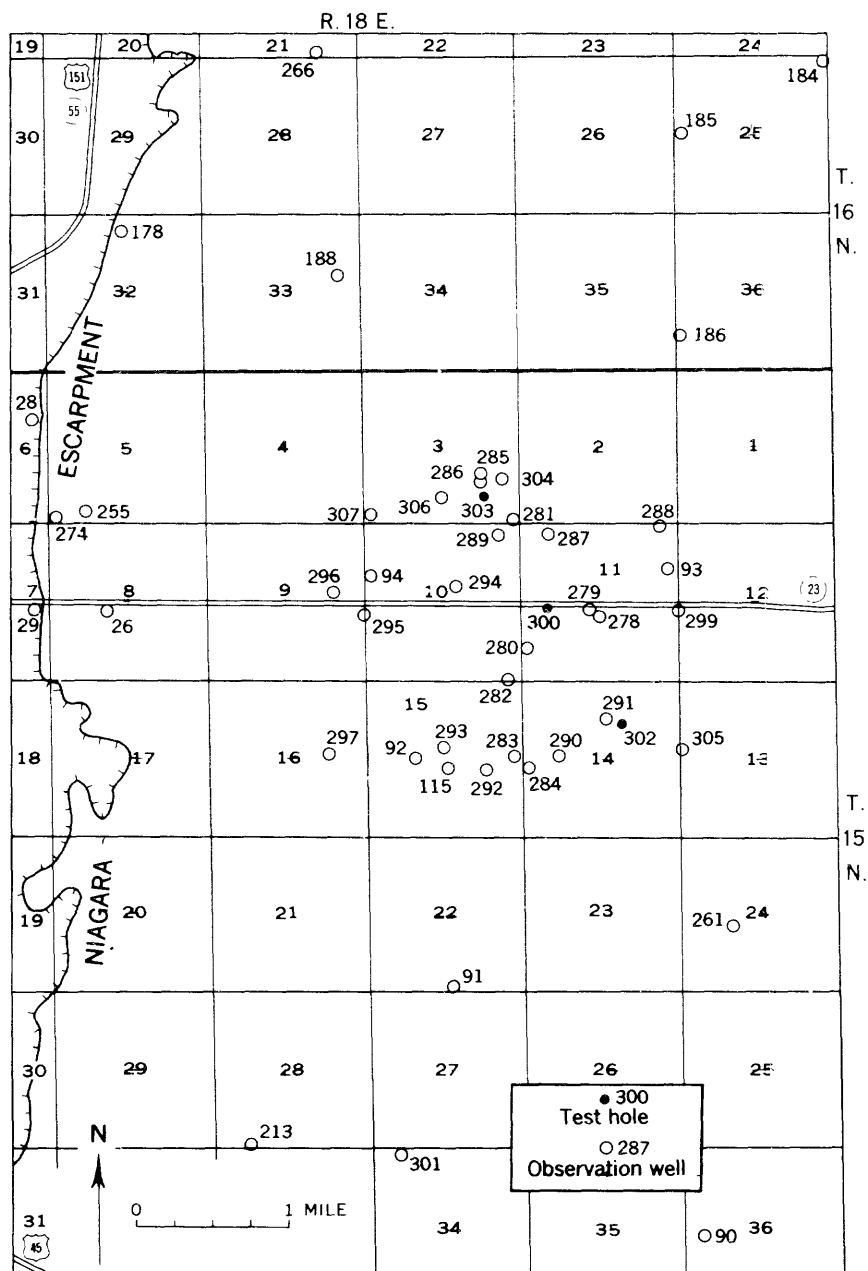 R. 18 E.
19 20 21 22 23 24
266
184
151
55
30 29 28 27 26 25
185
T.
16
N.
178
188
31 32 33 34 35 36
186
ESCARPMENT
28
6 5 4 3 2 1
285
286 304
255
274
307 306 303 281 288
289 287
296 94 294 11 93
7 8 9 10 12 23
29 26 295 300 279 278 299
280
282
15 291
297 92 293 283 290 302 305
18 17 16 14 13
115 292 284
T.
15
N.
NIAGARA
19 20 21 22 23 24
261
91
30 29 28 27 26 25
300
Test hole
287
Observation well
N
213
301
0 1 MILE
31 34 35 36
45
90